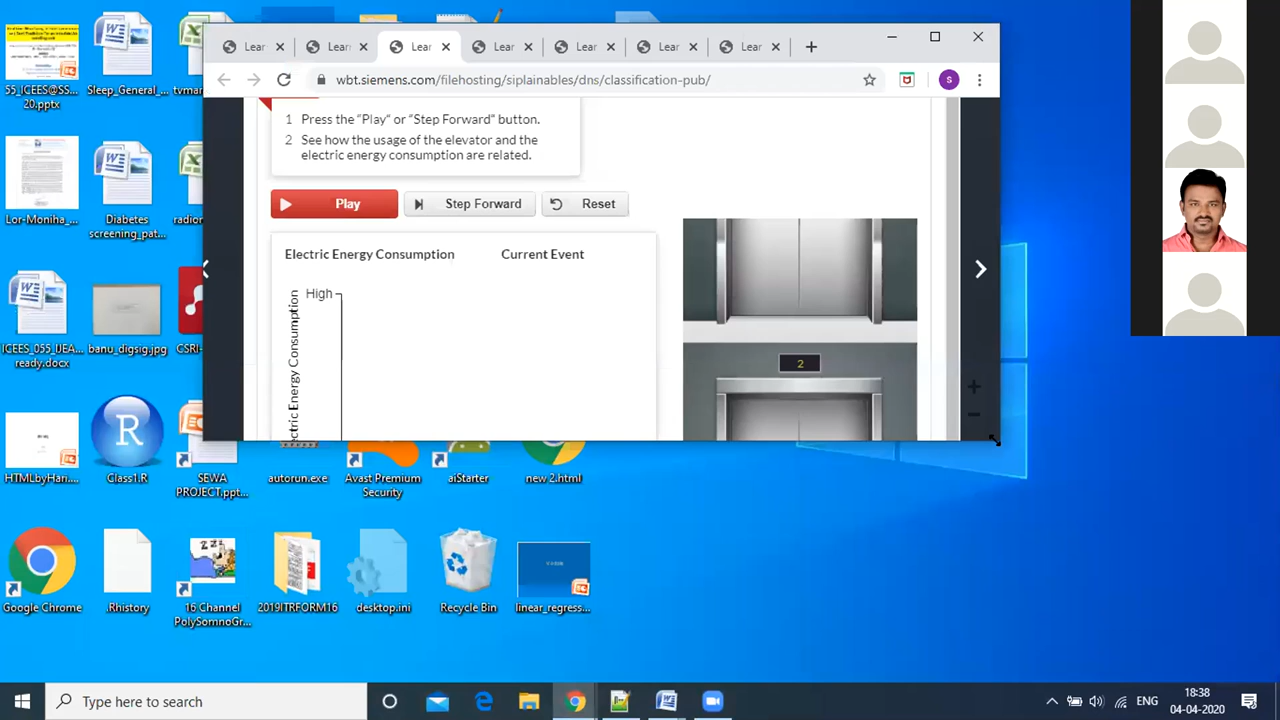 Lear
Lear
Lear
Lear
Lear
Lear
Lear
wbt.siemens.com/filehosting/siplainables/dns/classification-pub/
s
1 Press the "Play" or "Step Forward" button.
2 See how the usage of the elevator and the
electric energy consumption are related.
Play
Step Forward
Reset
Electric Energy Consumption
Current Event
High
ectric Energy Consumption
2
55_ICEES@SS...
20.pptx
Sleep_General_...
tvmar
Lor-Moniha_...
Diabetes
screening_pat...
radior
ICEES_055_IJEA...
ready.docx
banu_digsig.jpg
CSRI-
HTMLbyHari....
Class1.R
SEWA
PROJECT.ppt...
autorun.exe
Avast Premium
Security
aiStarter
new 2.html
Google Chrome
.Rhistory
16 Channel
PolySomnoGr...
2019ITRFORM16
desktop.ini
Recycle Bin
linear_regress...
Type here to search
ENG
18:38
04-04-2020